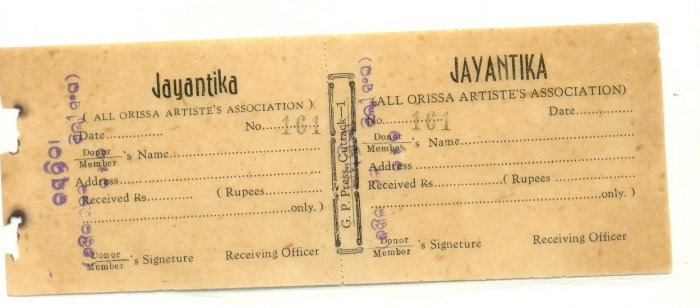 Jayantika
( ALL ORISSA ARTISTE'S ASSOCIATION )
Date.............. No............ 161
Donor
Member 's Name
Address
Received Rs............ ( Rupees
only. )
Donor
Member 's Signeture Receiving Officer
G. P. Press, Cuttack—1
JAYANTIKA
(ALL ORISSA ARTISTE'S ASSOCIATION)
No. 161 Date
Donor
Member 's Name
Address
Received Rs............ (Rupees
only. )
Donor
Member 's Signeture Receiving Officer